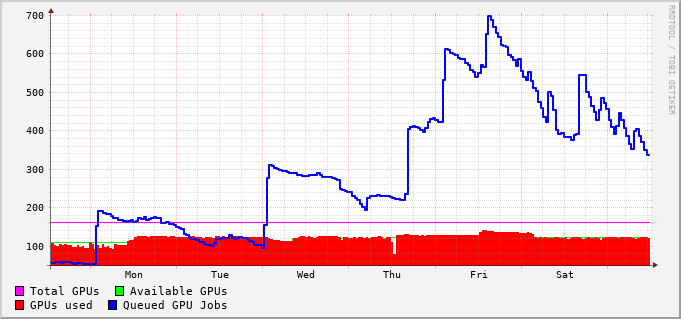 700
600
500
400
300
200
100
Mon Tue Wed Thu Fri Sat
Total GPUs Available GPUs
GPUs used Queued GPU Jobs
RRDTOOL / TOBI OETIKER